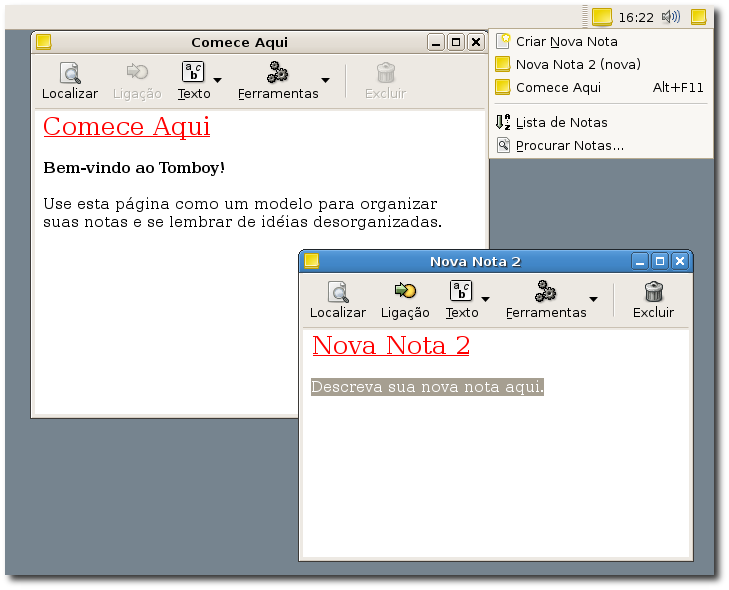 16:22
Criar Nova Nota
Nova Nota 2 (nova)
Comece Aqui Alt+F11
Lista de Notas
Procurar Notas...
Comece Aqui
Localizar Ligação Texto Ferramentas Excluir
Comece Aqui
Bem-vindo ao Tomboy!
Use esta página como um modelo para organizar
suas notas e se lembrar de idéias desorganizadas.
Nova Nota 2
Localizar Ligação Texto Ferramentas Excluir
Nova Nota 2
Descreva sua nova nota aqui.